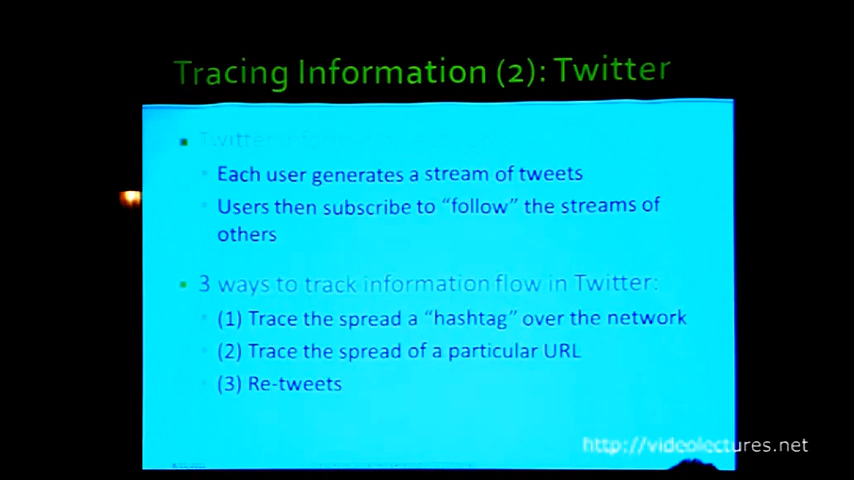 Tracing Information (2): Twitter
Twitter
Each user generates a stream of tweets
Users then subscribe to “follow” the streams of
others
3 ways to track information flow in Twitter:
(1) Trace the spread a “hashtag” over the network
(2) Trace the spread of a particular URL
(3) Re-tweets
http://videolectures.net